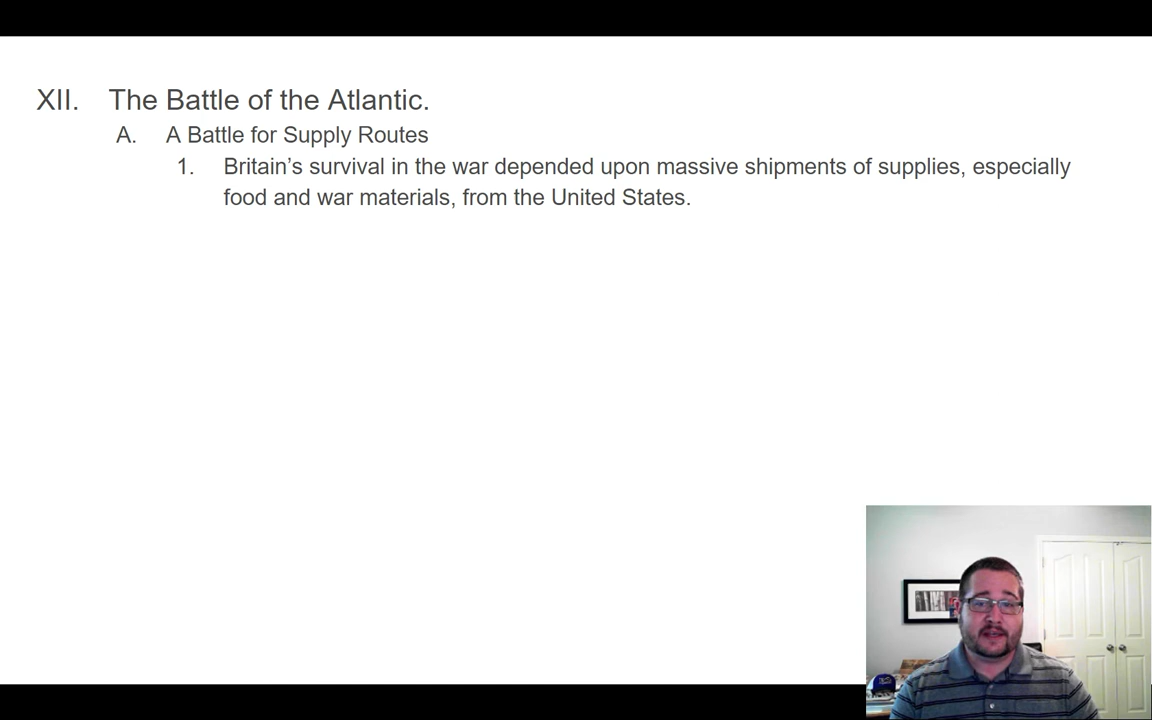 XII. The Battle of the Atlantic.
A. A Battle for Supply Routes
1. Britain’s survival in the war depended upon massive shipments of supplies, especially
food and war materials, from the United States.